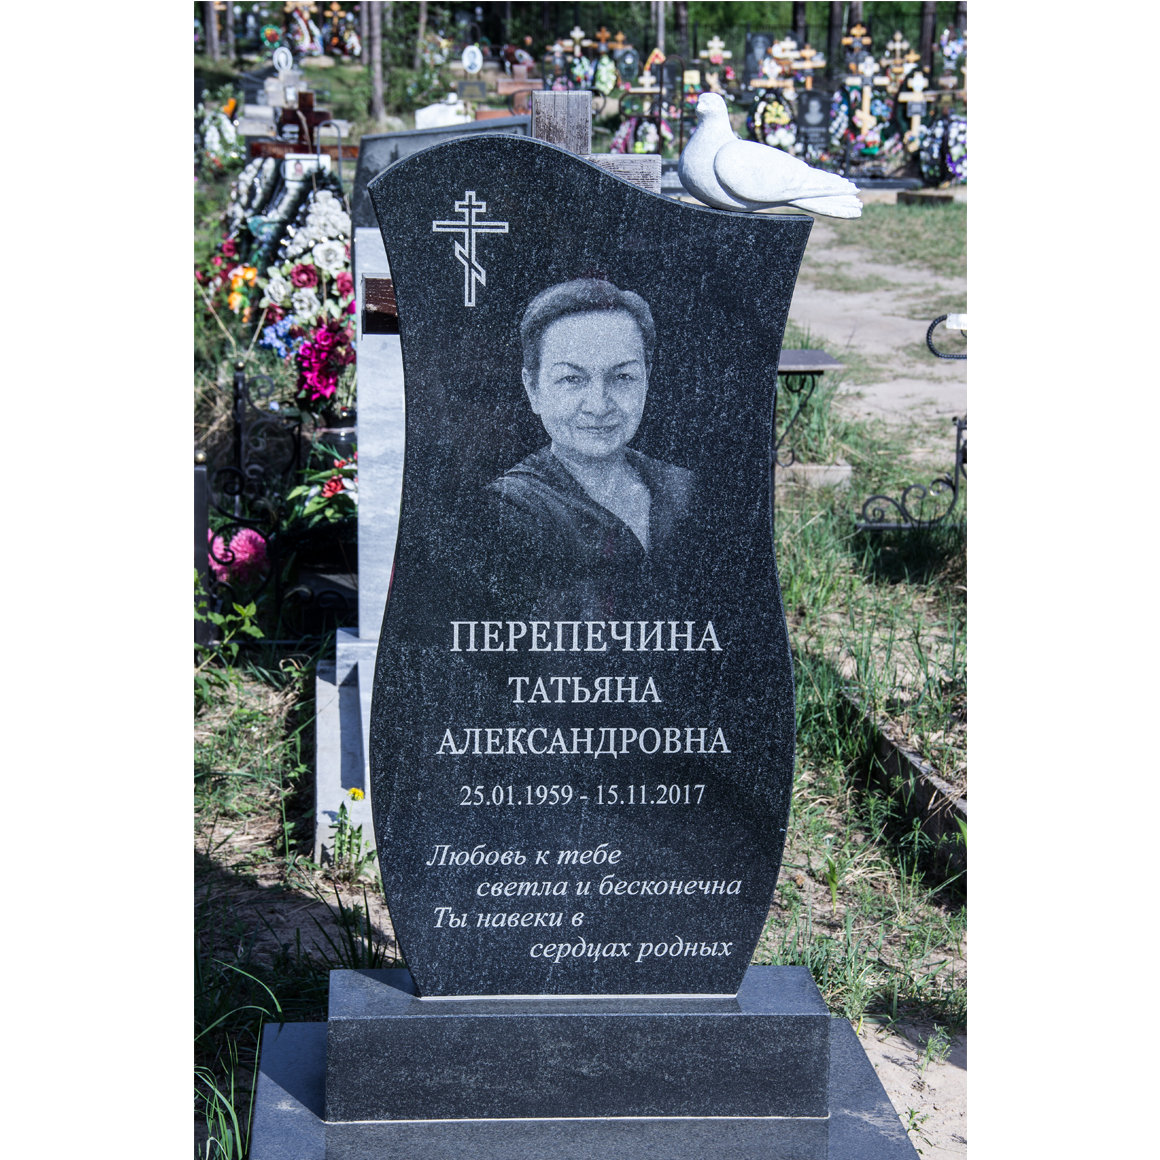 ПЕРЕПЕЧИНА
ТАТЬЯНА
АЛЕКСАНДРОВНА
25.01.1959 - 15.11.2017
Любовь к тебе
светла и бесконечна
Ты навеки в
сердцах родных